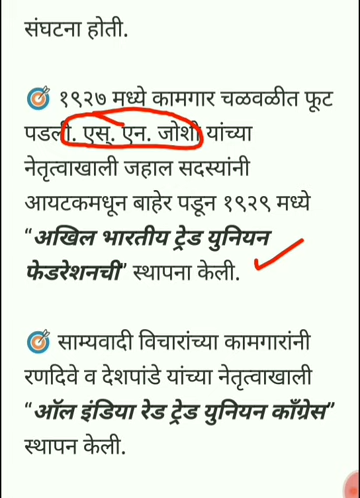 संघटना होती.
१९२७ मध्ये कामगार चळवळीत फूट
पडली. एस्. एन. जोशी यांच्या
नेतृत्वाखाली जहाल सदस्यांनी
आयटकमधून बाहेर पडून १९२९ मध्ये
“अखिल भारतीय ट्रेड युनियन
फेडरेशनची” स्थापना केली.
साम्यवादी विचारांच्या कामगारांनी
रणदिवे व देशपांडे यांच्या नेतृत्वाखाली
“ऑल इंडिया रेड ट्रेड युनियन काँग्रेस”
स्थापन केली.